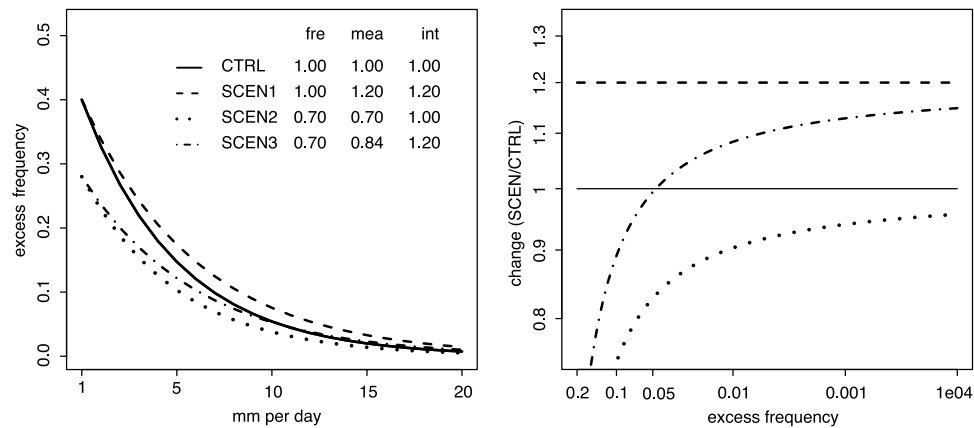 fre mea int
CTRL 1.00 1.00 1.00
SCEN1 1.00 1.20 1.20
SCEN2 0.70 0.70 1.00
SCEN3 0.70 0.84 1.20
excess frequency
0.5
0.4
0.3
0.2
0.1
0.0
1 5 10 15 20
mm per day
change (SCEN/CTRL)
1.3
1.2
1.1
1
0.9
0.8
0.2 0.1 0.05 0.01 0.001 1e04
excess frequency